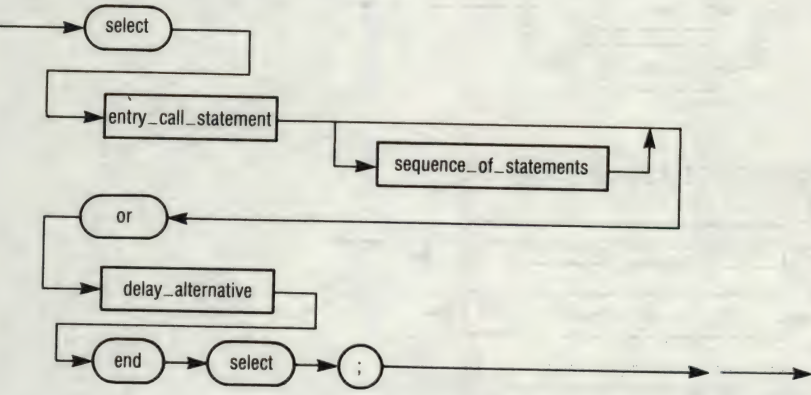 select
entry_call_statement
sequence_of_statements
or
delay_alternative
end select ;